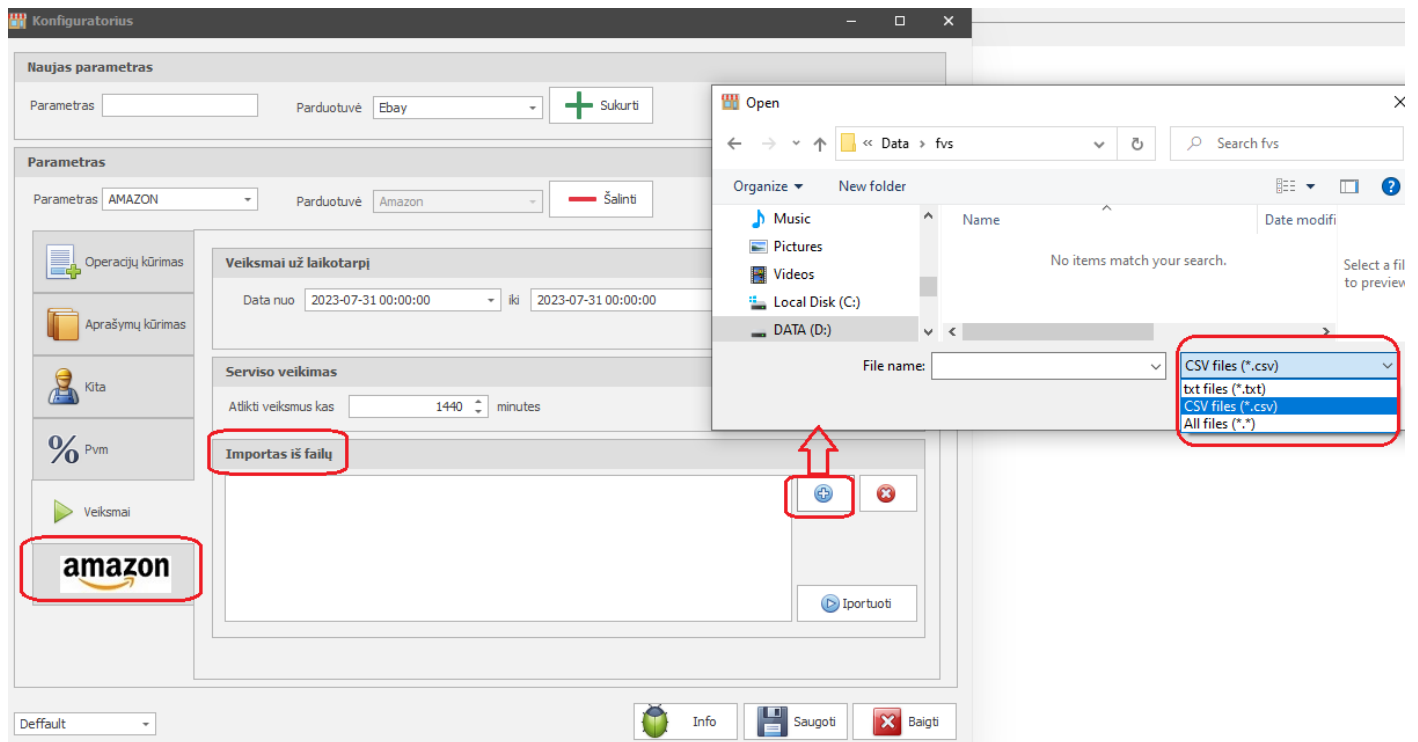 Konfiguratorius
Naujas parametras
Parametras
Parduotuvė Ebay
Sukurti
Parametras
Parametras AMAZON
Parduotuvė Amazon
Šalinti
Operacijų kūrimas
Aprašymų kūrimas
Kita
% Pvm
Veiksmai
amazon
Veiksmai už laikotarpį
Data nuo 2023-07-31 00:00:00 iki 2023-07-31 00:00:00
Serviso veikimas
Atlikti veiksmus kas 1440 minutes
Importas iš failų
Iportuoti
Deffault
Info
Saugoti
Baigti
Open
« Data › fvs
Search fvs
Organize
New folder
Music
Pictures
Videos
Local Disk (C:)
DATA (D:)
Name
Date modifi
No items match your search.
Select a fil
to preview
File name:
CSV files (*.csv)
txt files (*.txt)
CSV files (*.csv)
All files (*.*)